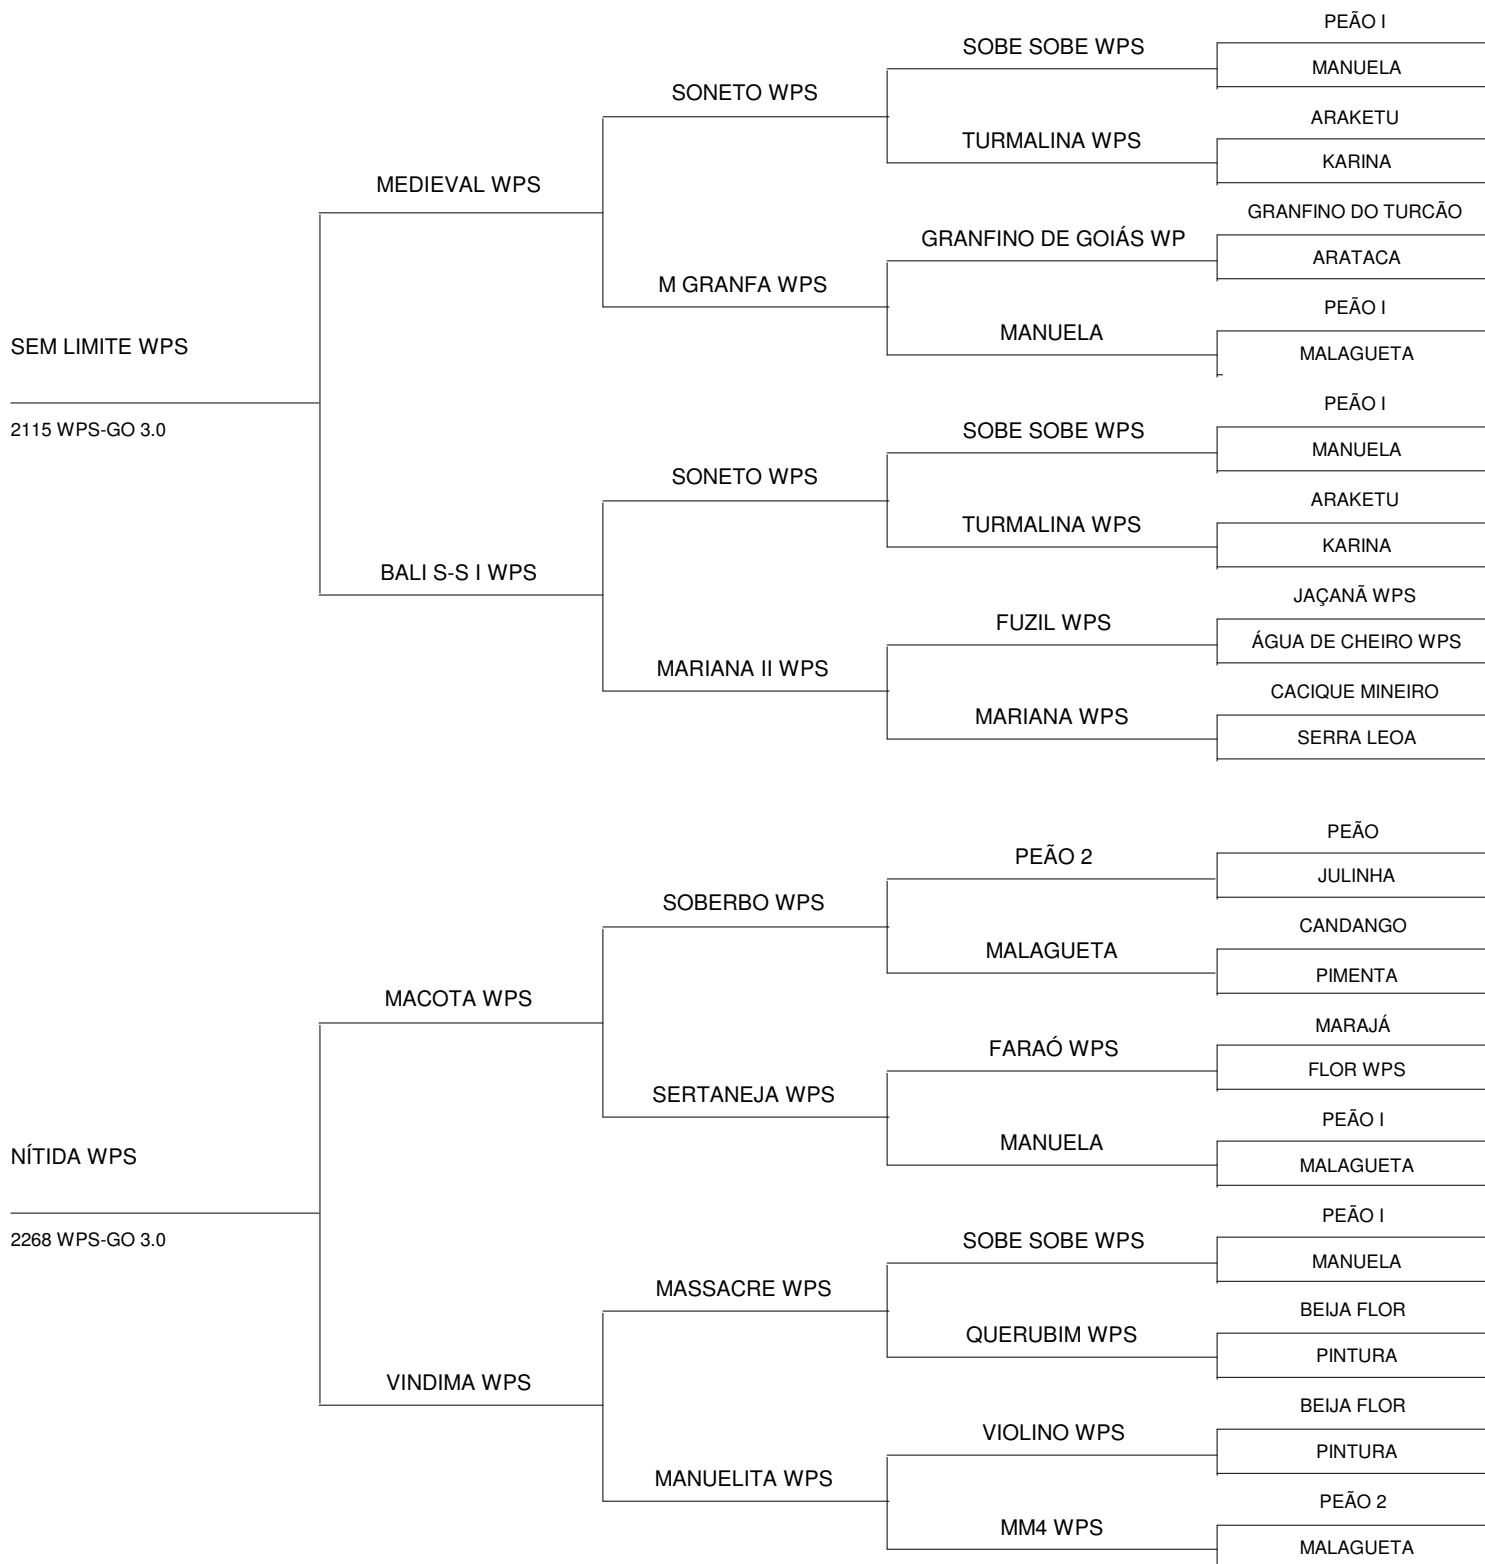 PEÃO I
SOBE SOBE WPS
MANUELA
SONETO WPS
ARAKETU
TURMALINA WPS
KARINA
MEDIEVAL WPS
GRANFINO DO TURCÃO
GRANFINO DE GOIÁS WP
ARATACA
M GRANFA WPS
PEÃO I
MANUELA
MALAGUETA
SEM LIMITE WPS
2115 WPS-GO 3.0
PEÃO I
SOBE SOBE WPS
MANUELA
SONETO WPS
ARAKETU
TURMALINA WPS
KARINA
BALI S-S I WPS
JAÇANÃ WPS
FUZIL WPS
ÁGUA DE CHEIRO WPS
MARIANA II WPS
CACIQUE MINEIRO
MARIANA WPS
SERRA LEOA
PEÃO
PEÃO 2
JULINHA
SOBERBO WPS
CANDANGO
MALAGUETA
PIMENTA
MACOTA WPS
MARAJÁ
FARAÓ WPS
FLOR WPS
SERTANEJA WPS
PEÃO I
MANUELA
MALAGUETA
NÍTIDA WPS
2268 WPS-GO 3.0
PEÃO I
SOBE SOBE WPS
MANUELA
MASSACRE WPS
BEIJA FLOR
QUERUBIM WPS
PINTURA
VINDIMA WPS
BEIJA FLOR
VIOLINO WPS
PINTURA
MANUELITA WPS
PEÃO 2
MM4 WPS
MALAGUETA